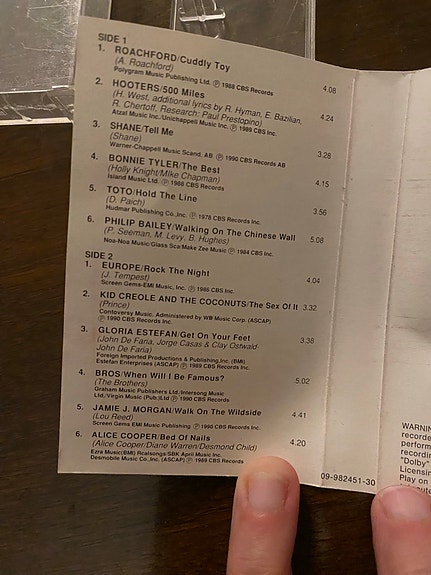 SIDE 1
1. ROACHFORD/Cuddly Toy
(A. Roachford) 4.08
Polygram Music Publishing Ltd. ℗ 1988 CBS Records
2. HOOTERS/500 Miles
(H. West, additional lyrics by R. Hyman, E. Bazilian,
R. Chertoff, Research: Paul Prestopino) 4.24
Atzal Music Inc./Unichappell Music Inc. ℗ 1989 CBS Inc.
3. SHANE/Tell Me
(Shane) 3.28
Warner-Chappell Music Scand. AB ℗ 1990 CBS Records AB
4. BONNIE TYLER/The Best
(Holly Knight/Mike Chapman) 4.15
Island Music Ltd. ℗ 1988 CBS Records
5. TOTO/Hold The Line
(D. Paich) 3.56
Hudmar Publishing Co., Inc. ℗ 1978 CBS Records Inc.
6. PHILIP BAILEY/Walking On The Chinese Wall
(P. Seeman, M. Levy, B. Hughes) 5.08
Noa-Noa Music/Glass Sca/Make Zee Music ℗ 1984 CBS Inc.
SIDE 2
1. EUROPE/Rock The Night
(J. Tempest) 4.04
Screen Gems-EMI Music, Inc. ℗ 1986 CBS Inc.
2. KID CREOLE AND THE COCONUTS/The Sex Of It 3.32
(Prince)
Controversy Music. Administered by WB Music Corp. (ASCAP)
℗ 1990 CBS Records Inc.
3. GLORIA ESTEFAN/Get On Your Feet 3.38
(John De Faria, Jorge Casas & Clay Ostwald-
John De Faria)
Foreign Imported Productions & Publishing, Inc. (BMI)
Estefan Enterprises (ASCAP) ℗ 1989 CBS Records Inc.
4. BROS/When Will I Be Famous? 5.02
(The Brothers)
Graham Music Publishers Ltd./Intersong Music
Ltd./Virgin Music (Pub.)Ltd ℗ 1990 CBS Records
5. JAMIE J. MORGAN/Walk On The Wildside 4.41
(Lou Reed)
Screen Gems EMI Music Publishing ℗ 1990 CBS Records Inc.
6. ALICE COOPER/Bed Of Nails 4.20
(Alice Cooper/Diane Warren/Desmond Child)
Ezra Music(BMI) Realsongs/SBK April Music Inc.
Desmobile Music Co., Inc. (ASCAP) ℗ 1989 CBS Records Inc.
09-982451-30
WARN
recorde
perform
recordin
"Dolby"
Licensin
Play on